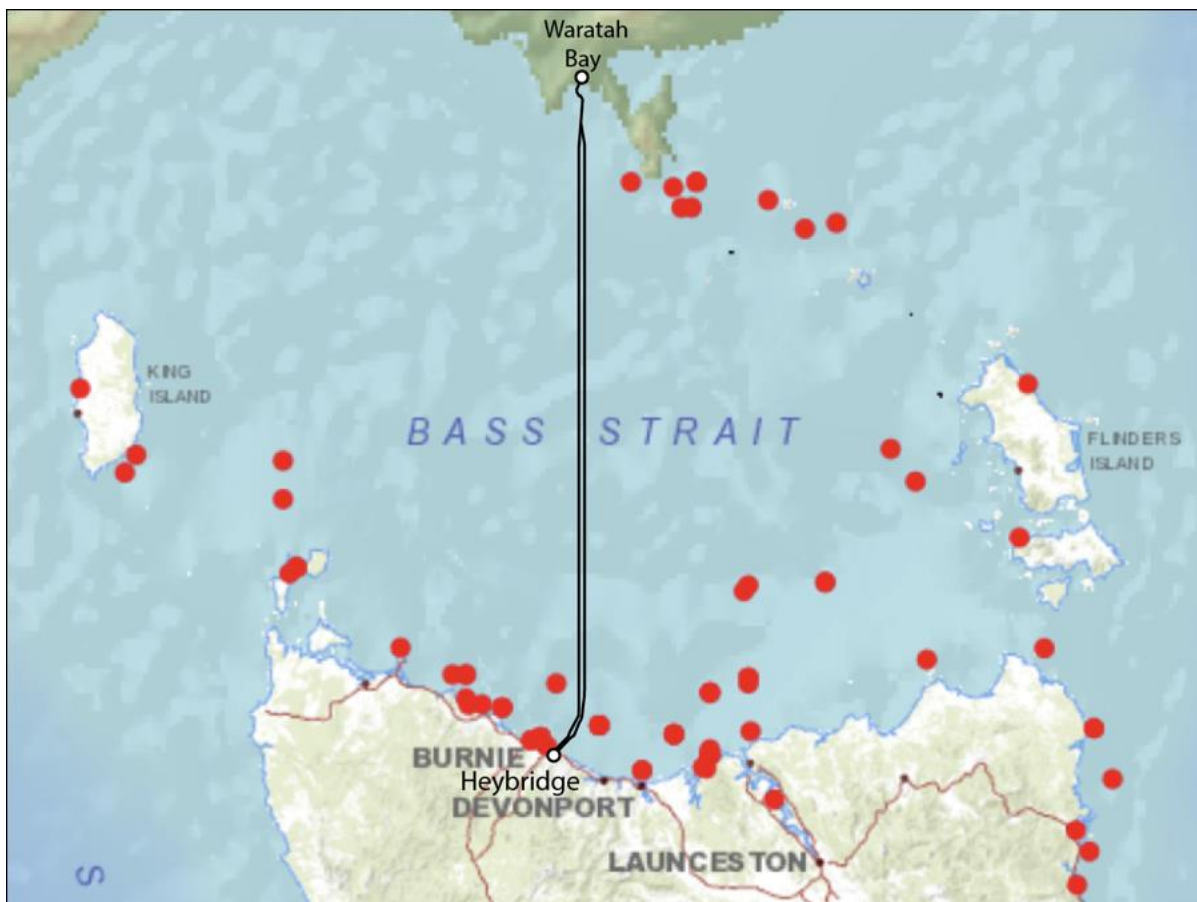 Waratah
Bay
KING
ISLAND
BASS STRAIT
FLINDERS
ISLAND
BURNIE
Heybridge
DEVONPORT
LAUNCESTON
S